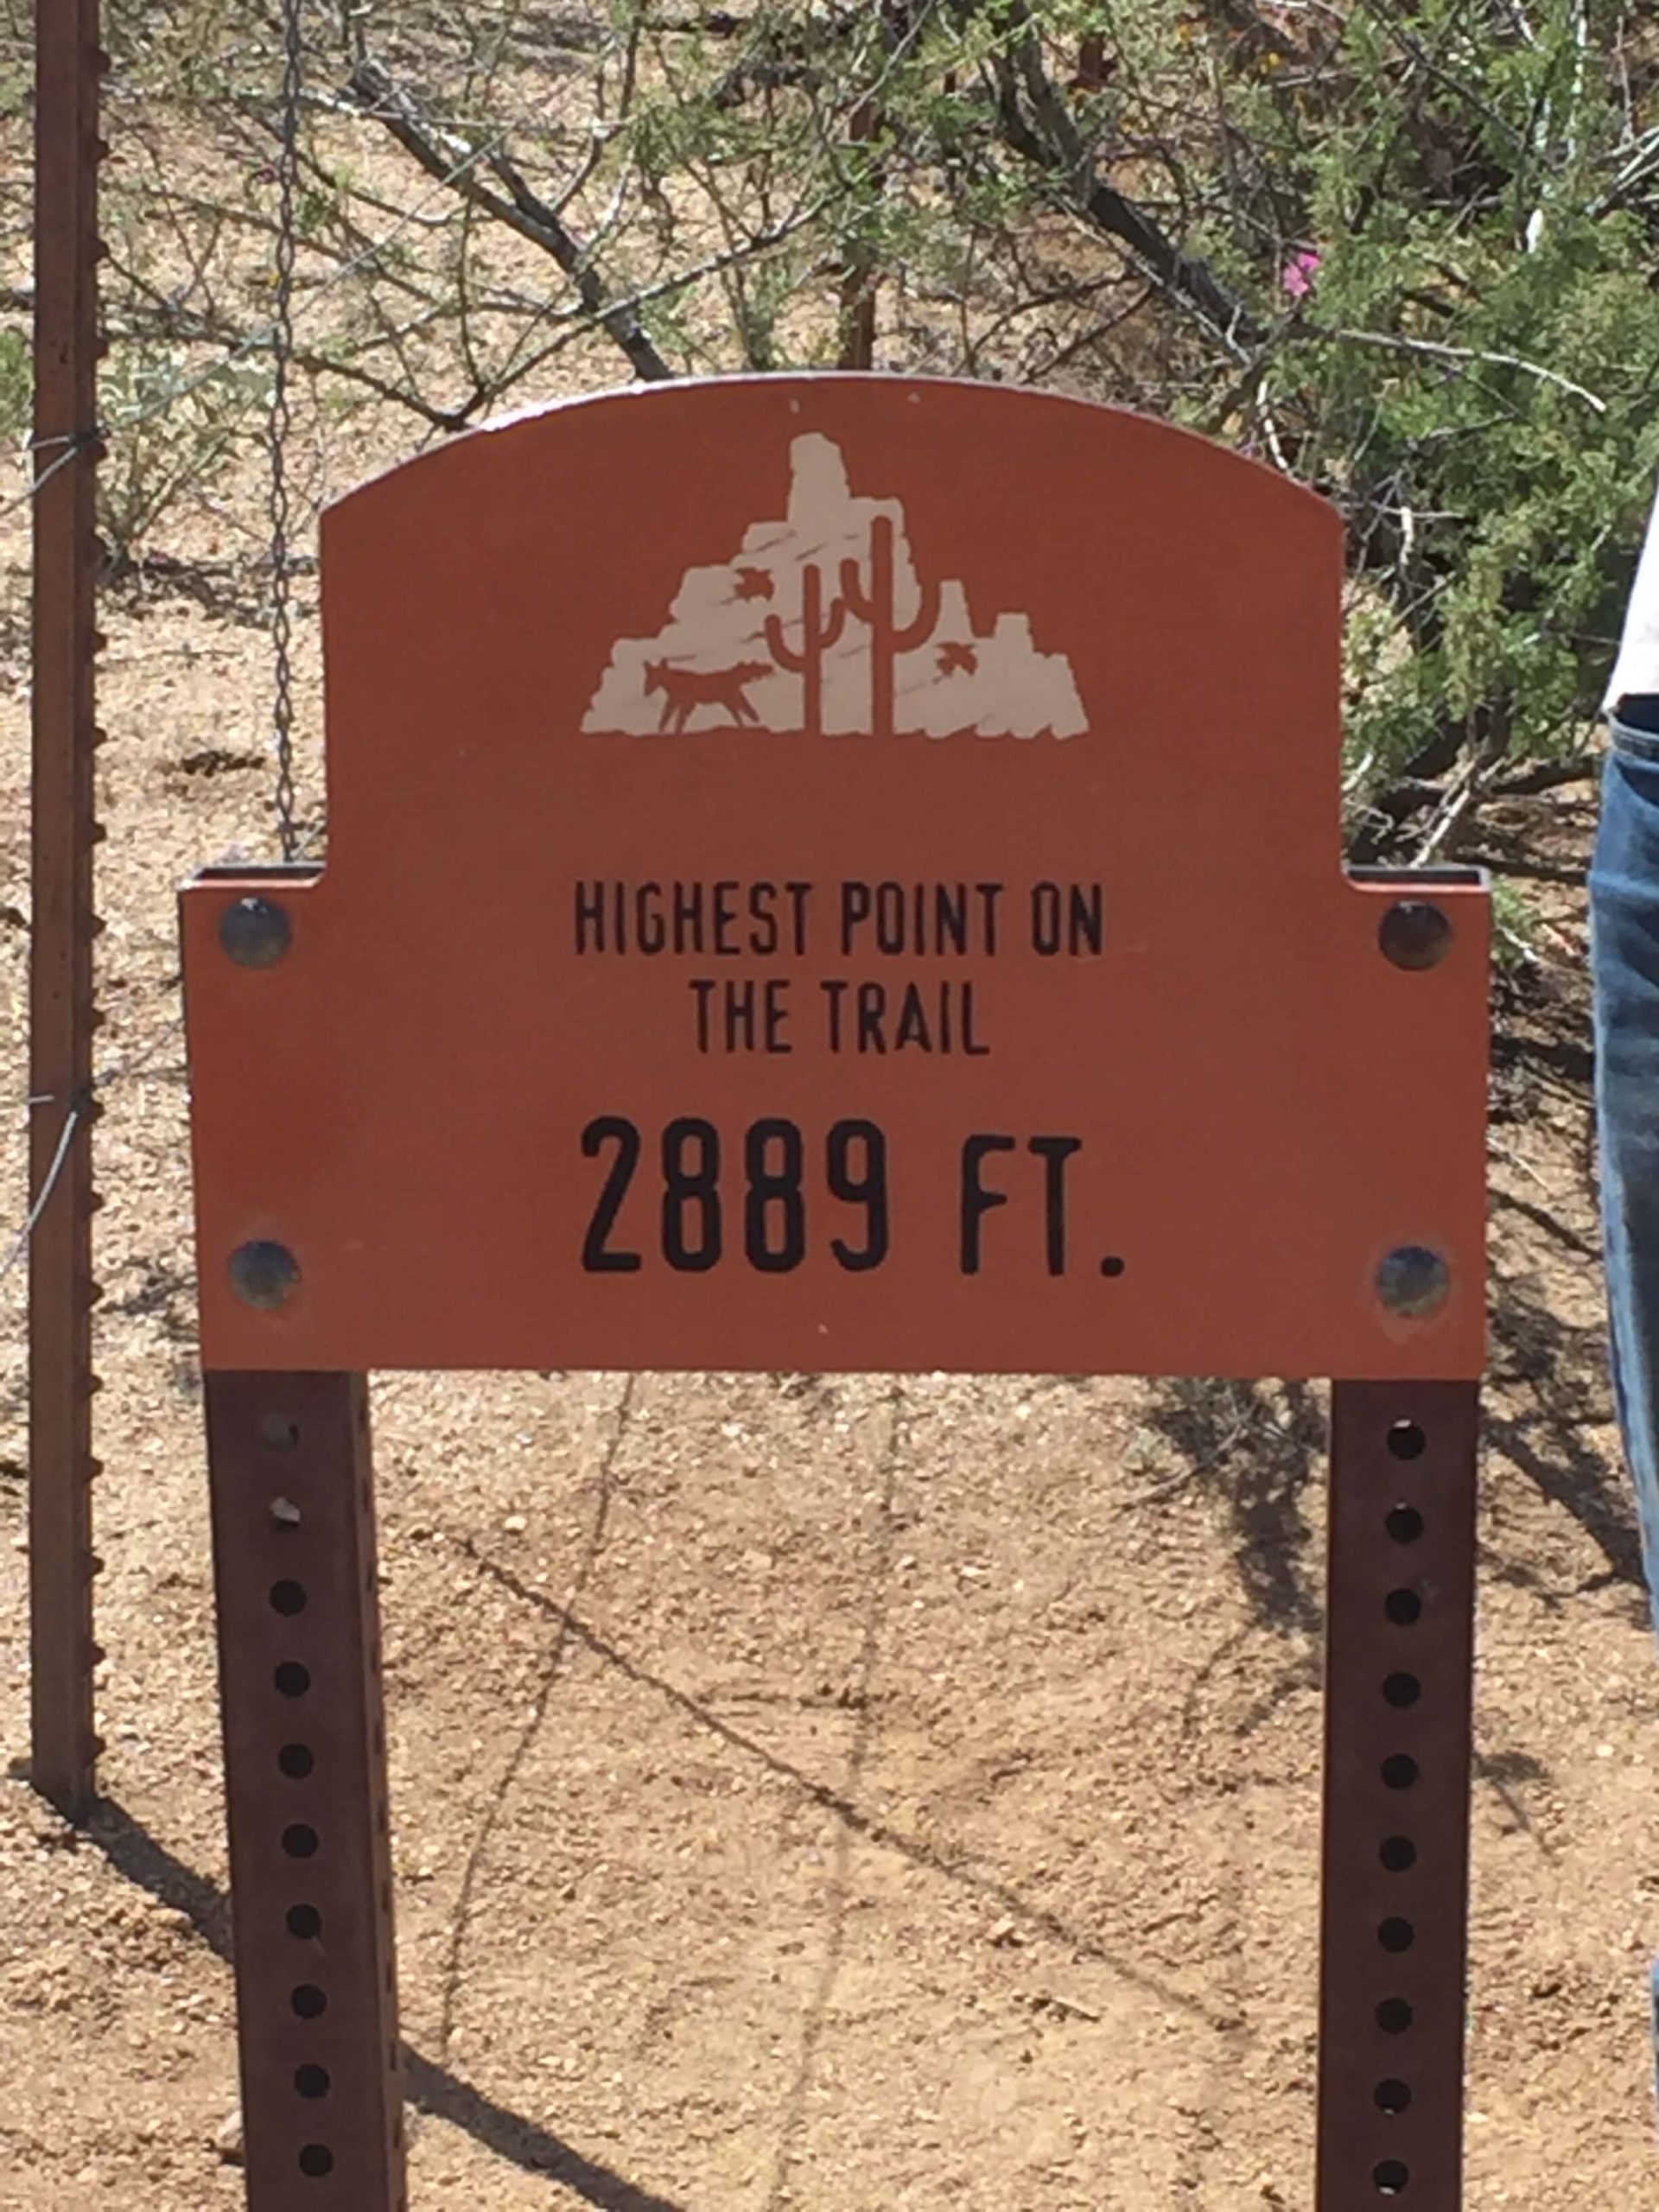 HIGHEST POINT ON
THE TRAIL
2889 FT.